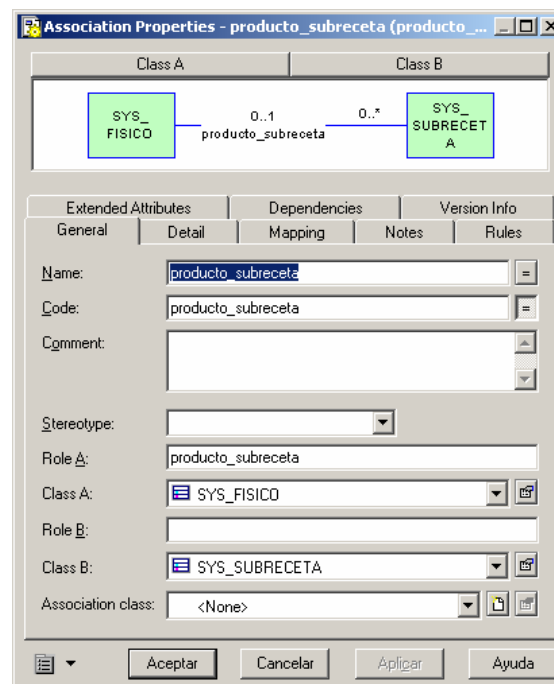 Association Properties - producto_subreceta (producto_...
Class A Class B
SYS_
FISICO
0..1
producto_subreceta
0..*
SYS_
SUBRECET
A
Extended Attributes Dependencies Version Info
General Detail Mapping Notes Rules
Name: producto_subreceta =
Code: producto_subreceta =
Comment:
Stereotype:
Role A: producto_subreceta
Class A: SYS_FISICO
Role B:
Class B: SYS_SUBRECETA
Association class: <None>
Aceptar Cancelar Aplicar Ayuda